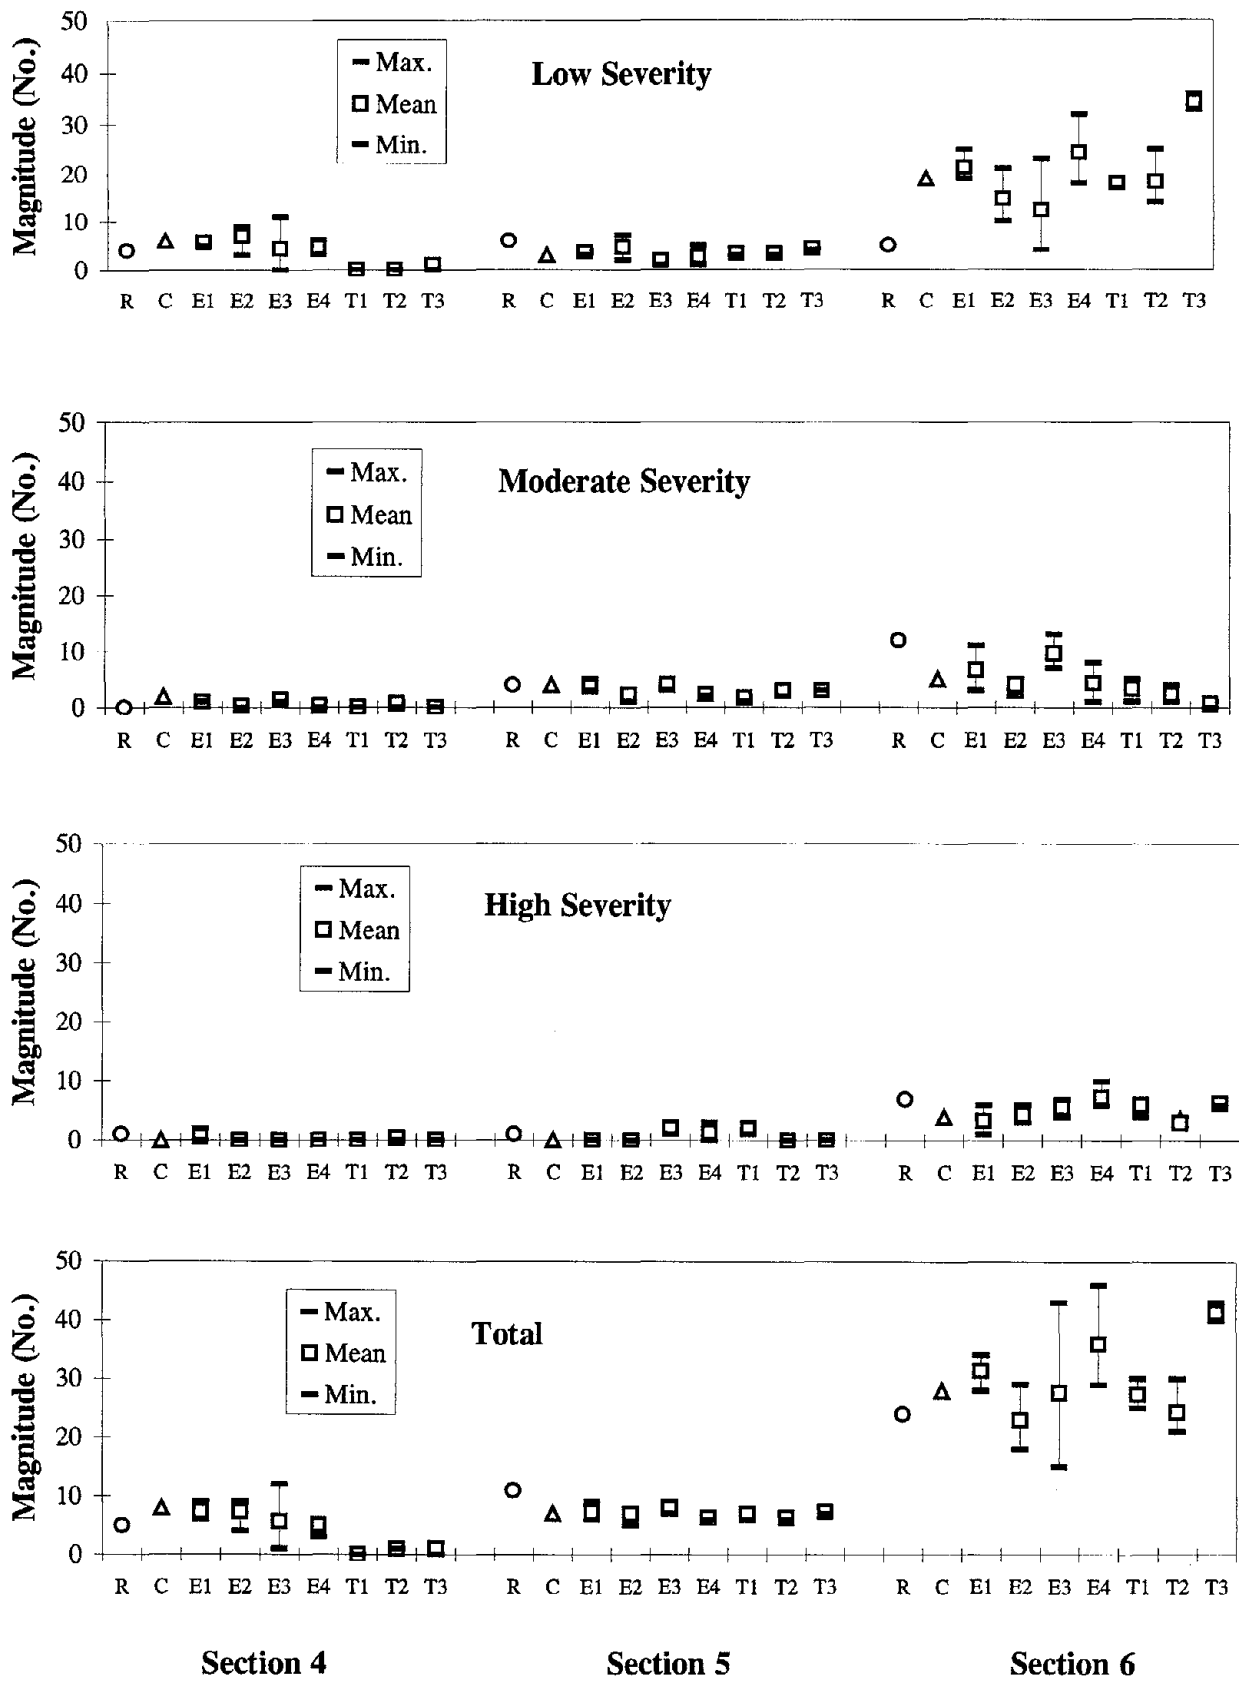 Magnitude (No.)
50
40
30
20
10
0
Max.
Mean
Min.
Low Severity
R C E1 E2 E3 E4 T1 T2 T3 R C E1 E2 E3 E4 T1 T2 T3 R C E1 E2 E3 E4 T1 T2 T3
Magnitude (No.)
50
40
30
20
10
0
Max.
Mean
Min.
Moderate Severity
R C E1 E2 E3 E4 T1 T2 T3 R C E1 E2 E3 E4 T1 T2 T3 R C E1 E2 E3 E4 T1 T2 T3
Magnitude (No.)
50
40
30
20
10
0
Max.
Mean
Min.
High Severity
R C E1 E2 E3 E4 T1 T2 T3 R C E1 E2 E3 E4 T1 T2 T3 R C E1 E2 E3 E4 T1 T2 T3
Magnitude (No.)
50
40
30
20
10
0
Max.
Mean
Min.
Total
R C E1 E2 E3 E4 T1 T2 T3 R C E1 E2 E3 E4 T1 T2 T3 R C E1 E2 E3 E4 T1 T2 T3
Section 4 Section 5 Section 6